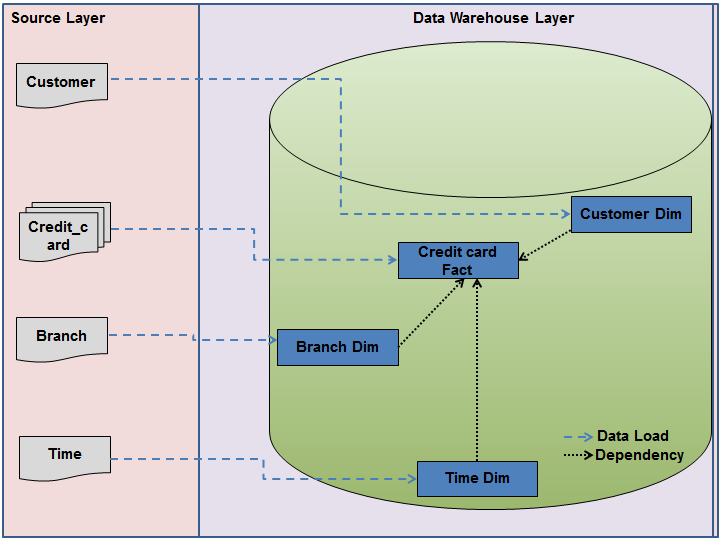 Source Layer
Data Warehouse Layer
Customer
Customer Dim
Credit_c
ard
Credit card
Fact
Branch
Branch Dim
Data Load
Dependency
Time
Time Dim